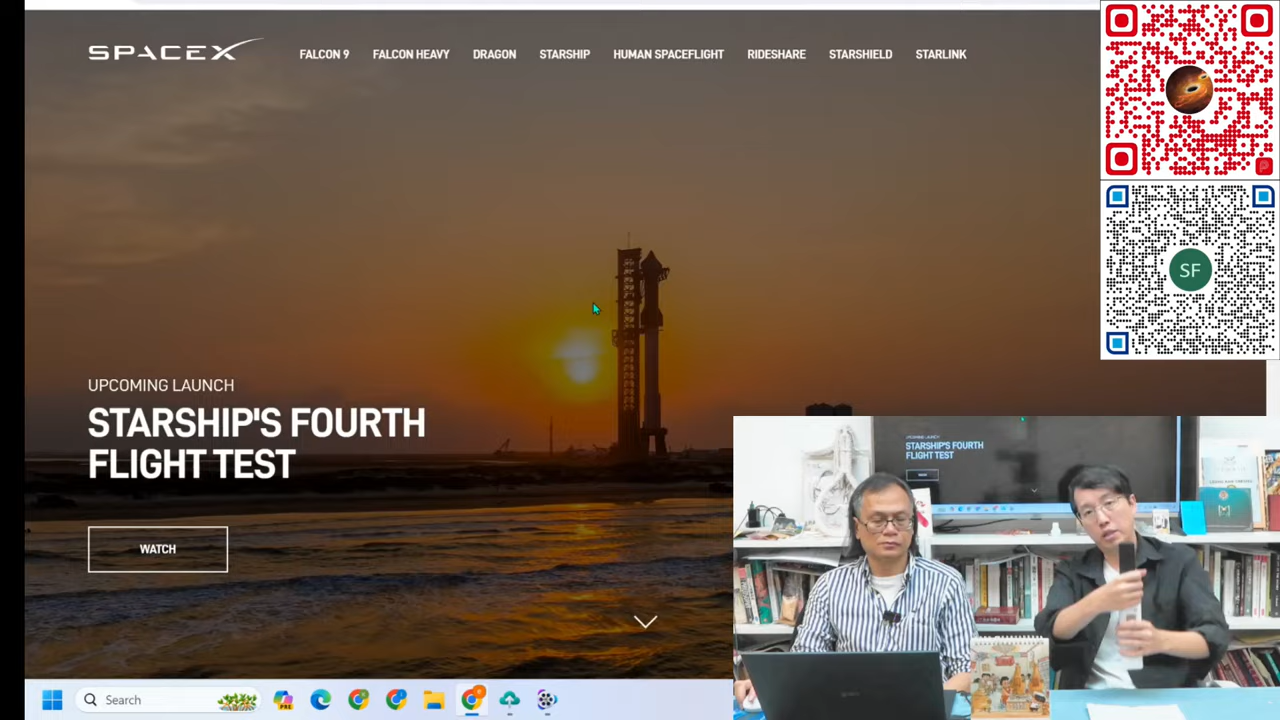 SPACEX
FALCON 9
FALCON HEAVY
DRAGON
STARSHIP
HUMAN SPACEFLIGHT
RIDESHARE
STARSHIELD
STARLINK
UPCOMING LAUNCH
STARSHIP'S FOURTH
FLIGHT TEST
WATCH
SF
STARSHIP'S FOURTH
FLIGHT TEST
Search
PRE